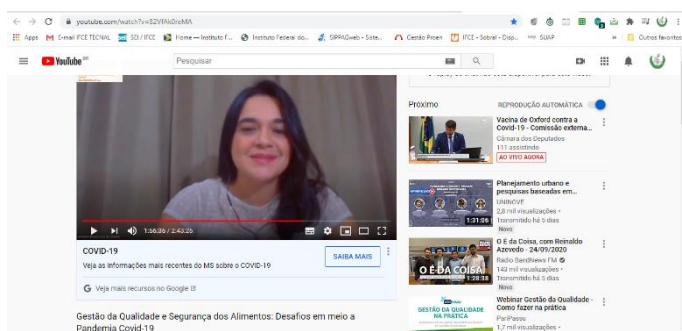 youtube.com/watch?v=82VfAk0reMA
Apps
E-mail IFCE TECNAL
SEI / IFCE
Home — Instituto F...
Instituto Federal do...
SIPPAGweb - Siste...
Gestão Proen
IFCE - Sobral - Disp...
SUAP
»
Outros favoritos
YouTube
Pesquisar
1:56:36 / 2:43:25
COVID-19
Veja as informações mais recentes do MS sobre o COVID-19
SAIBA MAIS
Veja mais recursos no Google
Gestão da Qualidade e Segurança dos Alimentos: Desafios em meio a
Pandemia Covid-19
Próximo
REPRODUÇÃO AUTOMÁTICA
Vacina de Oxford contra a
Covid-19 - Comissão externa...
Câmara dos Deputados
111 assistindo
AO VIVO AGORA
Planejamento urbano e
pesquisas baseadas em...
UNINOVE
2,8 mil visualizações •
Transmitido há 5 dias
Novo
1:31:06
O É da Coisa, com Reinaldo
Azevedo - 24/09/2020
Rádio BandNews FM
143 mil visualizações •
Transmitido há 5 dias
Novo
O É DA COISA
1:28:38
Webinar Gestão da Qualidade -
Como fazer na prática
PariPassu
1,7 mil visualizações •
GESTÃO DA QUALIDADE
NA PRÁTICA